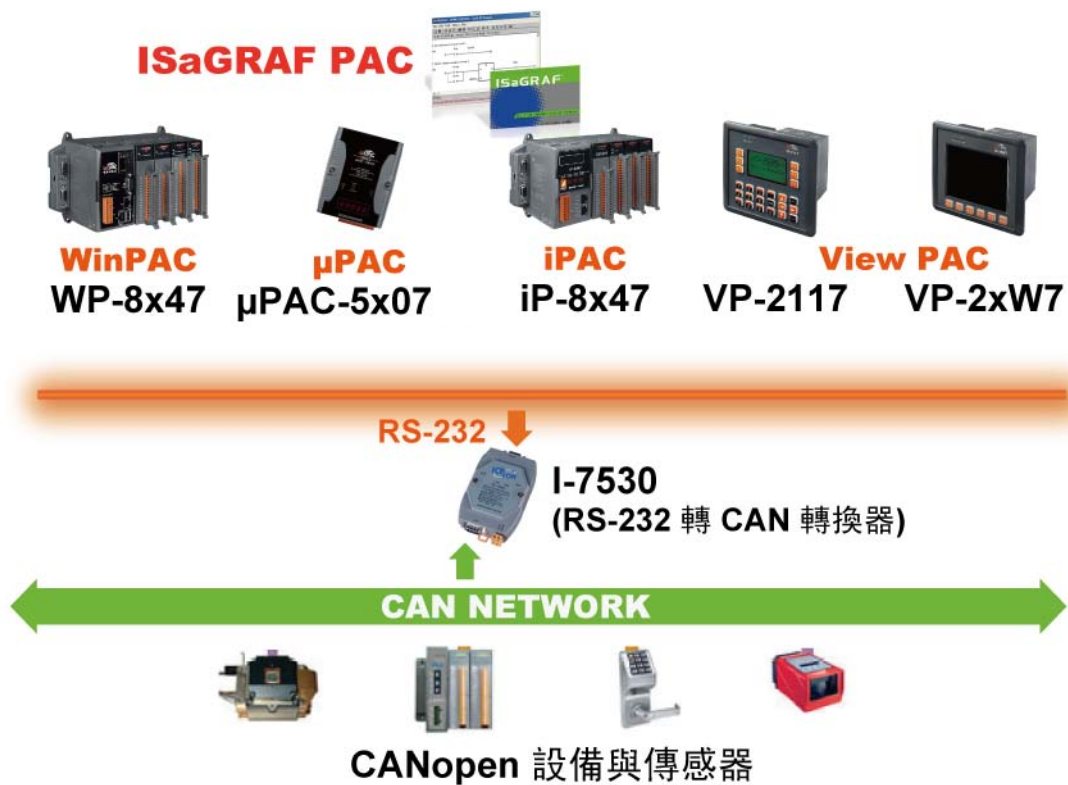 ISaGRAF PAC
ISaGRAF
WinPAC
µPAC
iPAC
View PAC
WP-8x47
µPAC-5x07
iP-8x47
VP-2117
VP-2xW7
RS-232
I-7530
(RS-232 轉 CAN 轉換器)
CAN NETWORK
CANopen 設備與傳感器